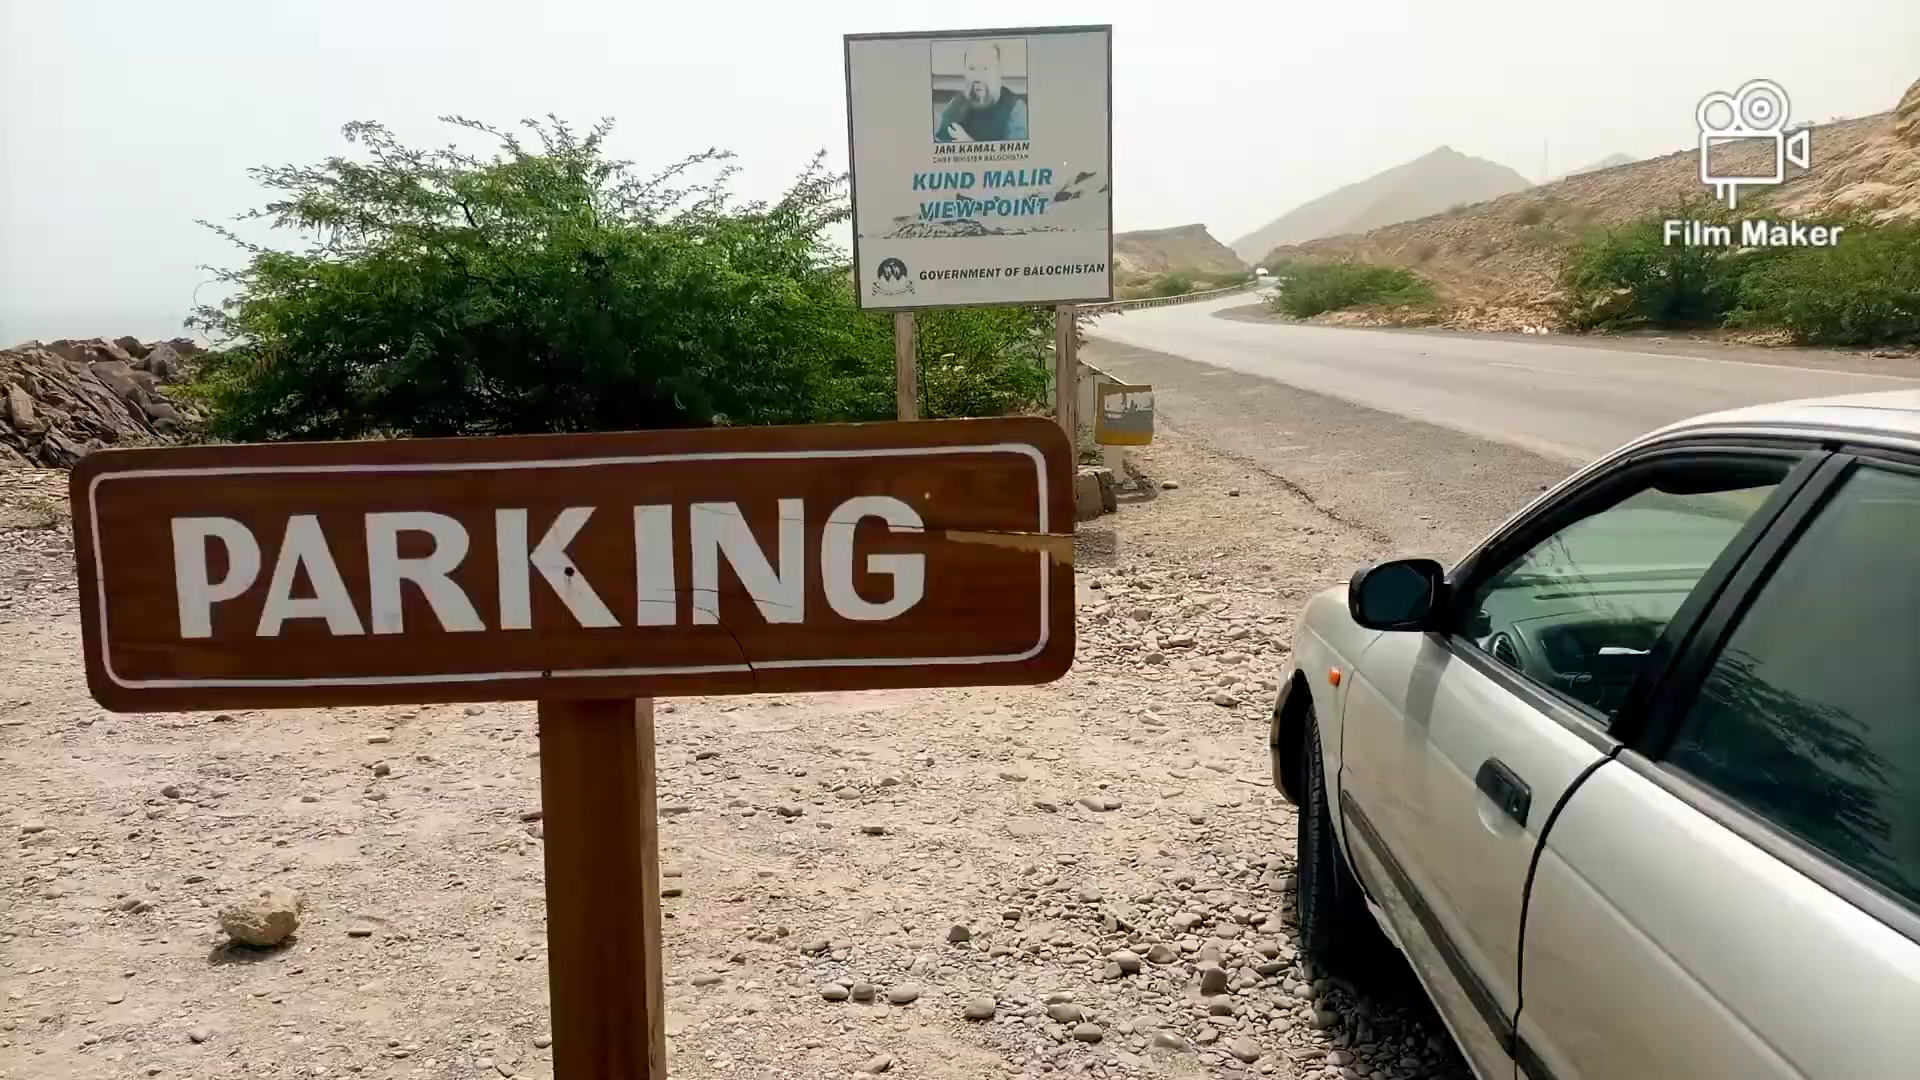 JAM KAMAL KHAN
CHIEF MINISTER BALOCHISTAN
KUND MALIR
VIEW POINT
GOVERNMENT OF BALOCHISTAN
Film Maker
PARKING